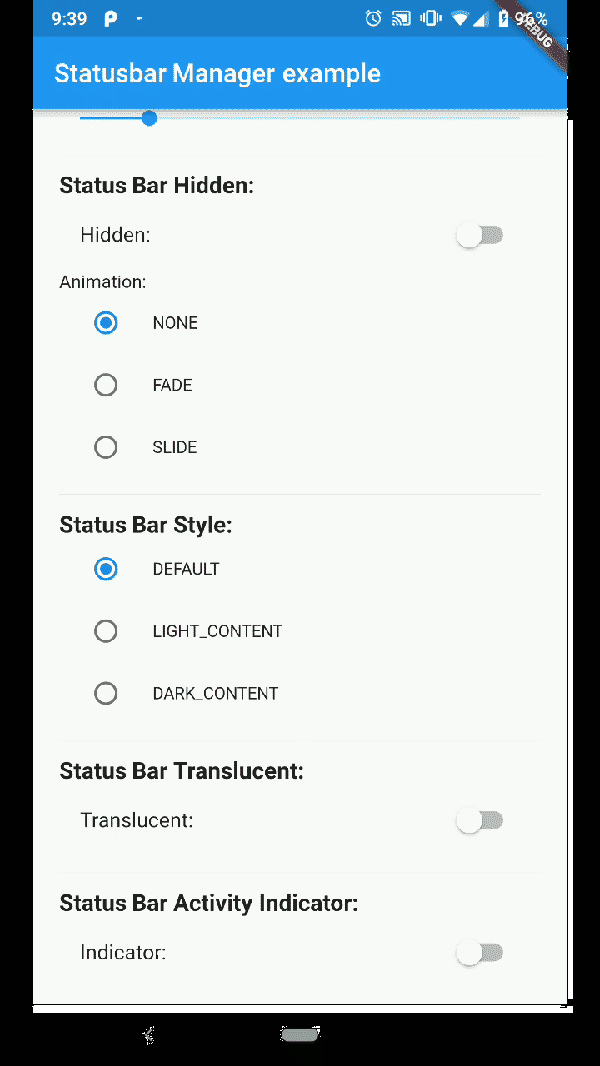 9:39
96%
DEBUG
Statusbar Manager example
Status Bar Hidden:
Hidden:
Animation:
NONE
FADE
SLIDE
Status Bar Style:
DEFAULT
LIGHT_CONTENT
DARK_CONTENT
Status Bar Translucent:
Translucent:
Status Bar Activity Indicator:
Indicator: